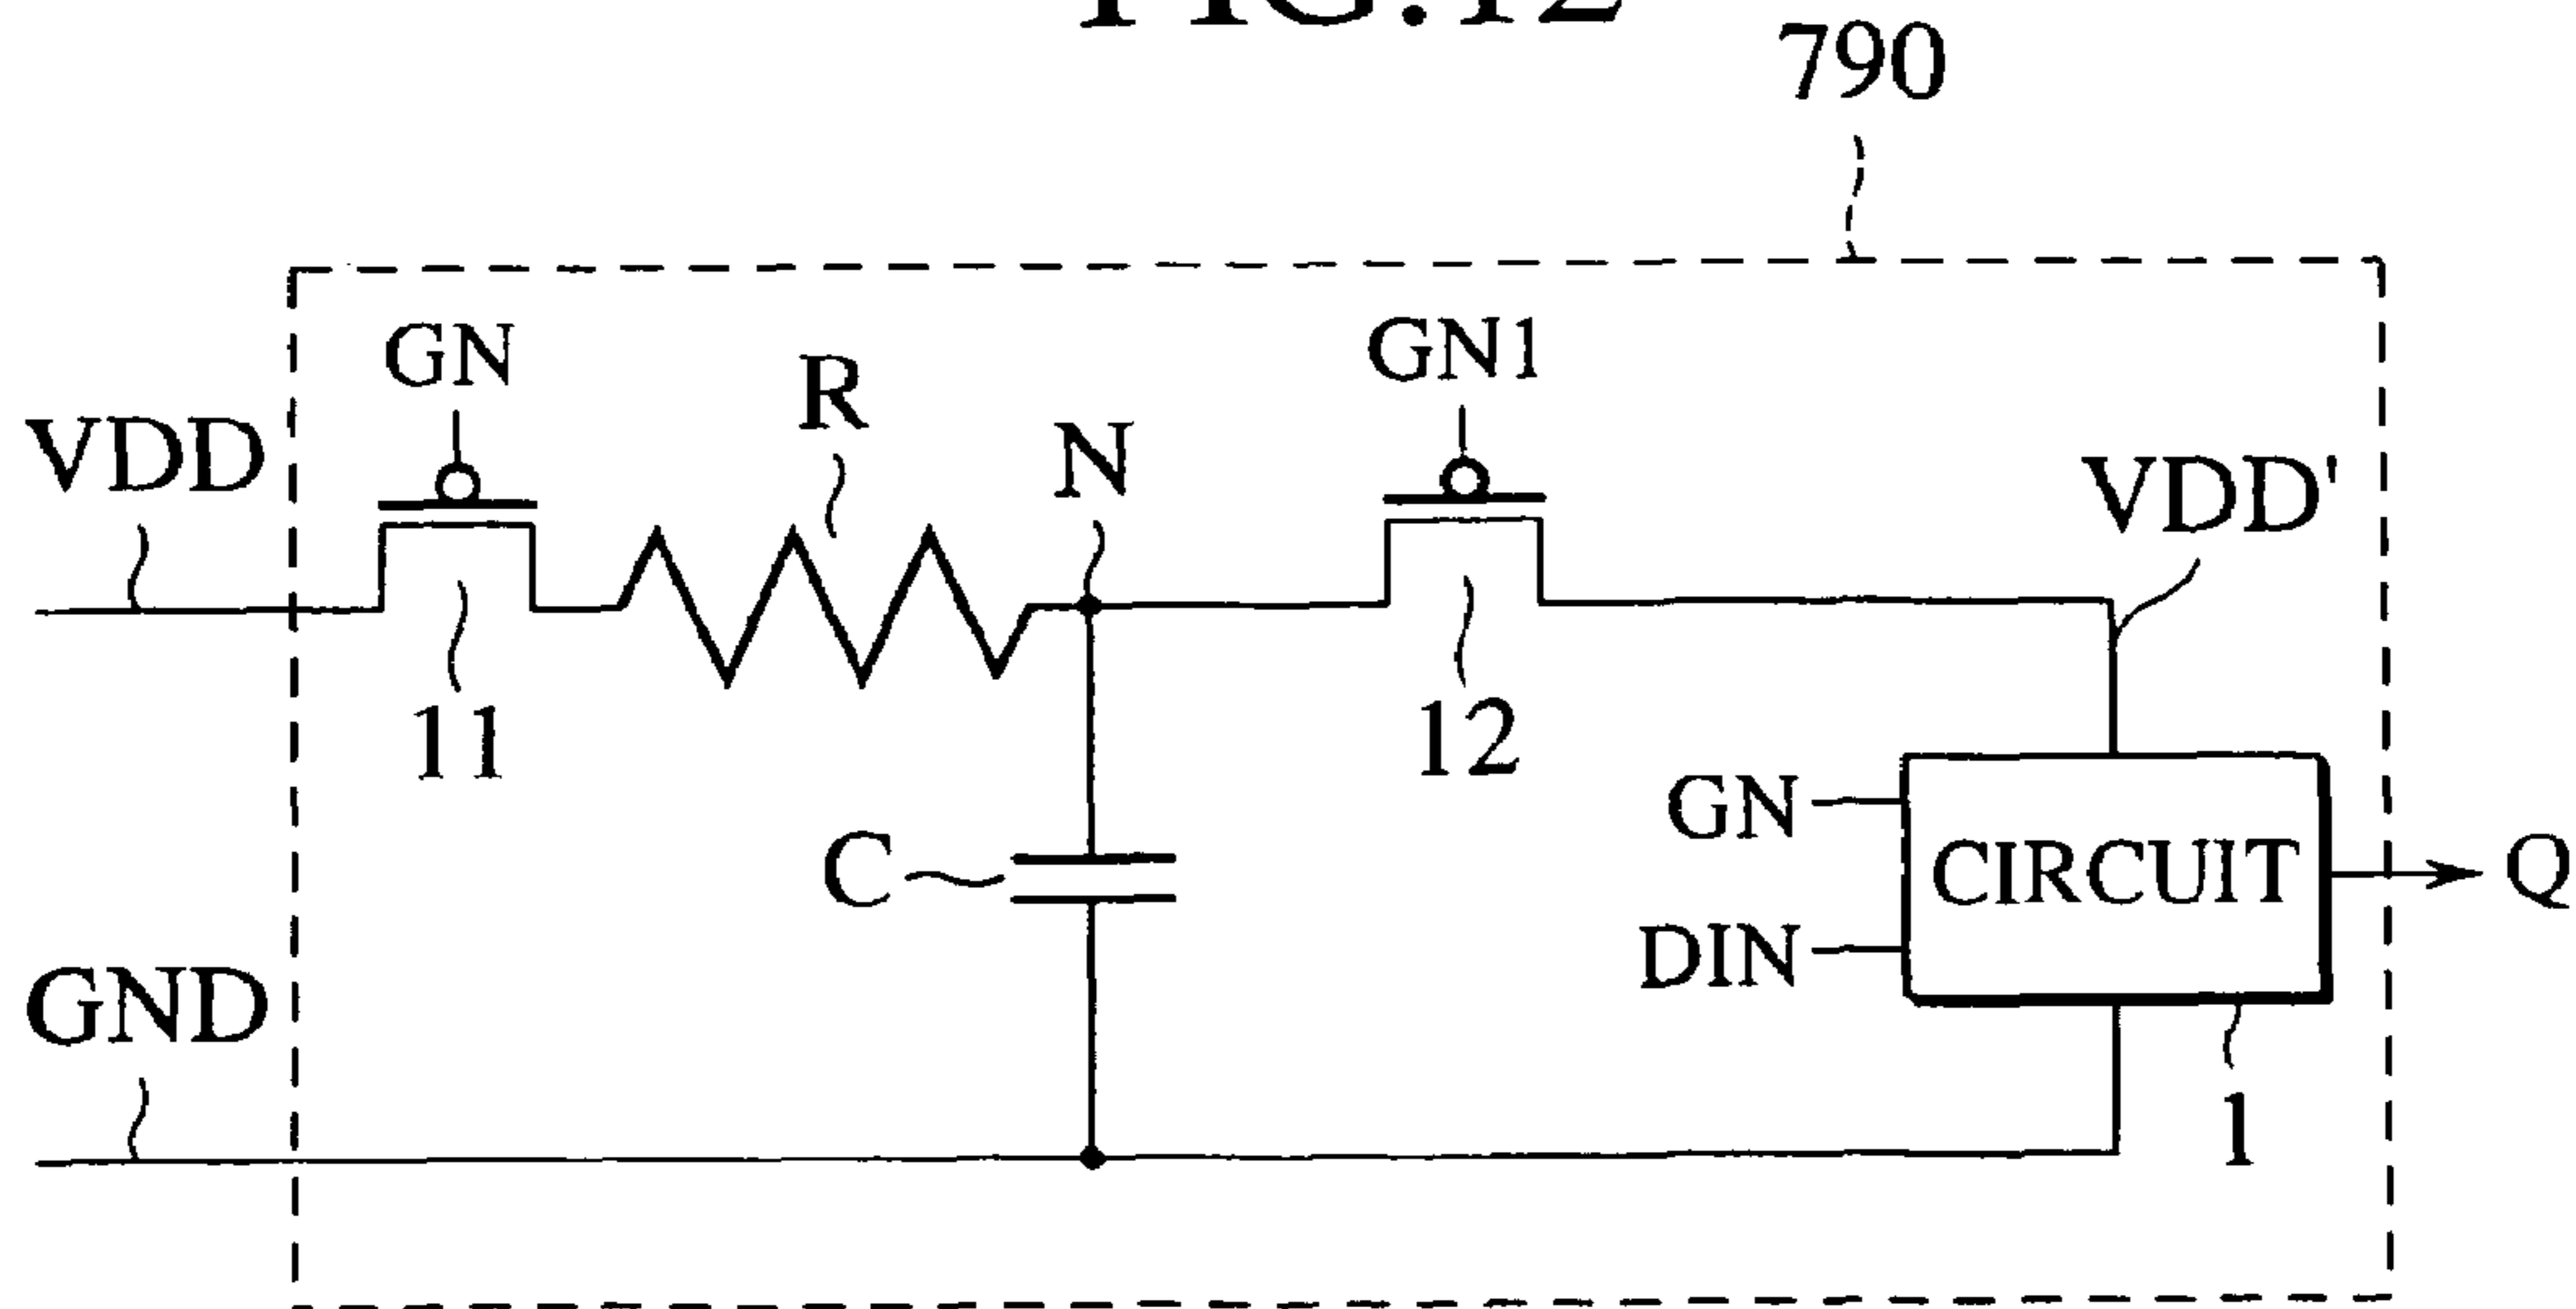 FIG.12
790
GN
R
GN1
VDD
N
VDD'
11
12
GN
C
CIRCUIT
Q
DIN
GND
1